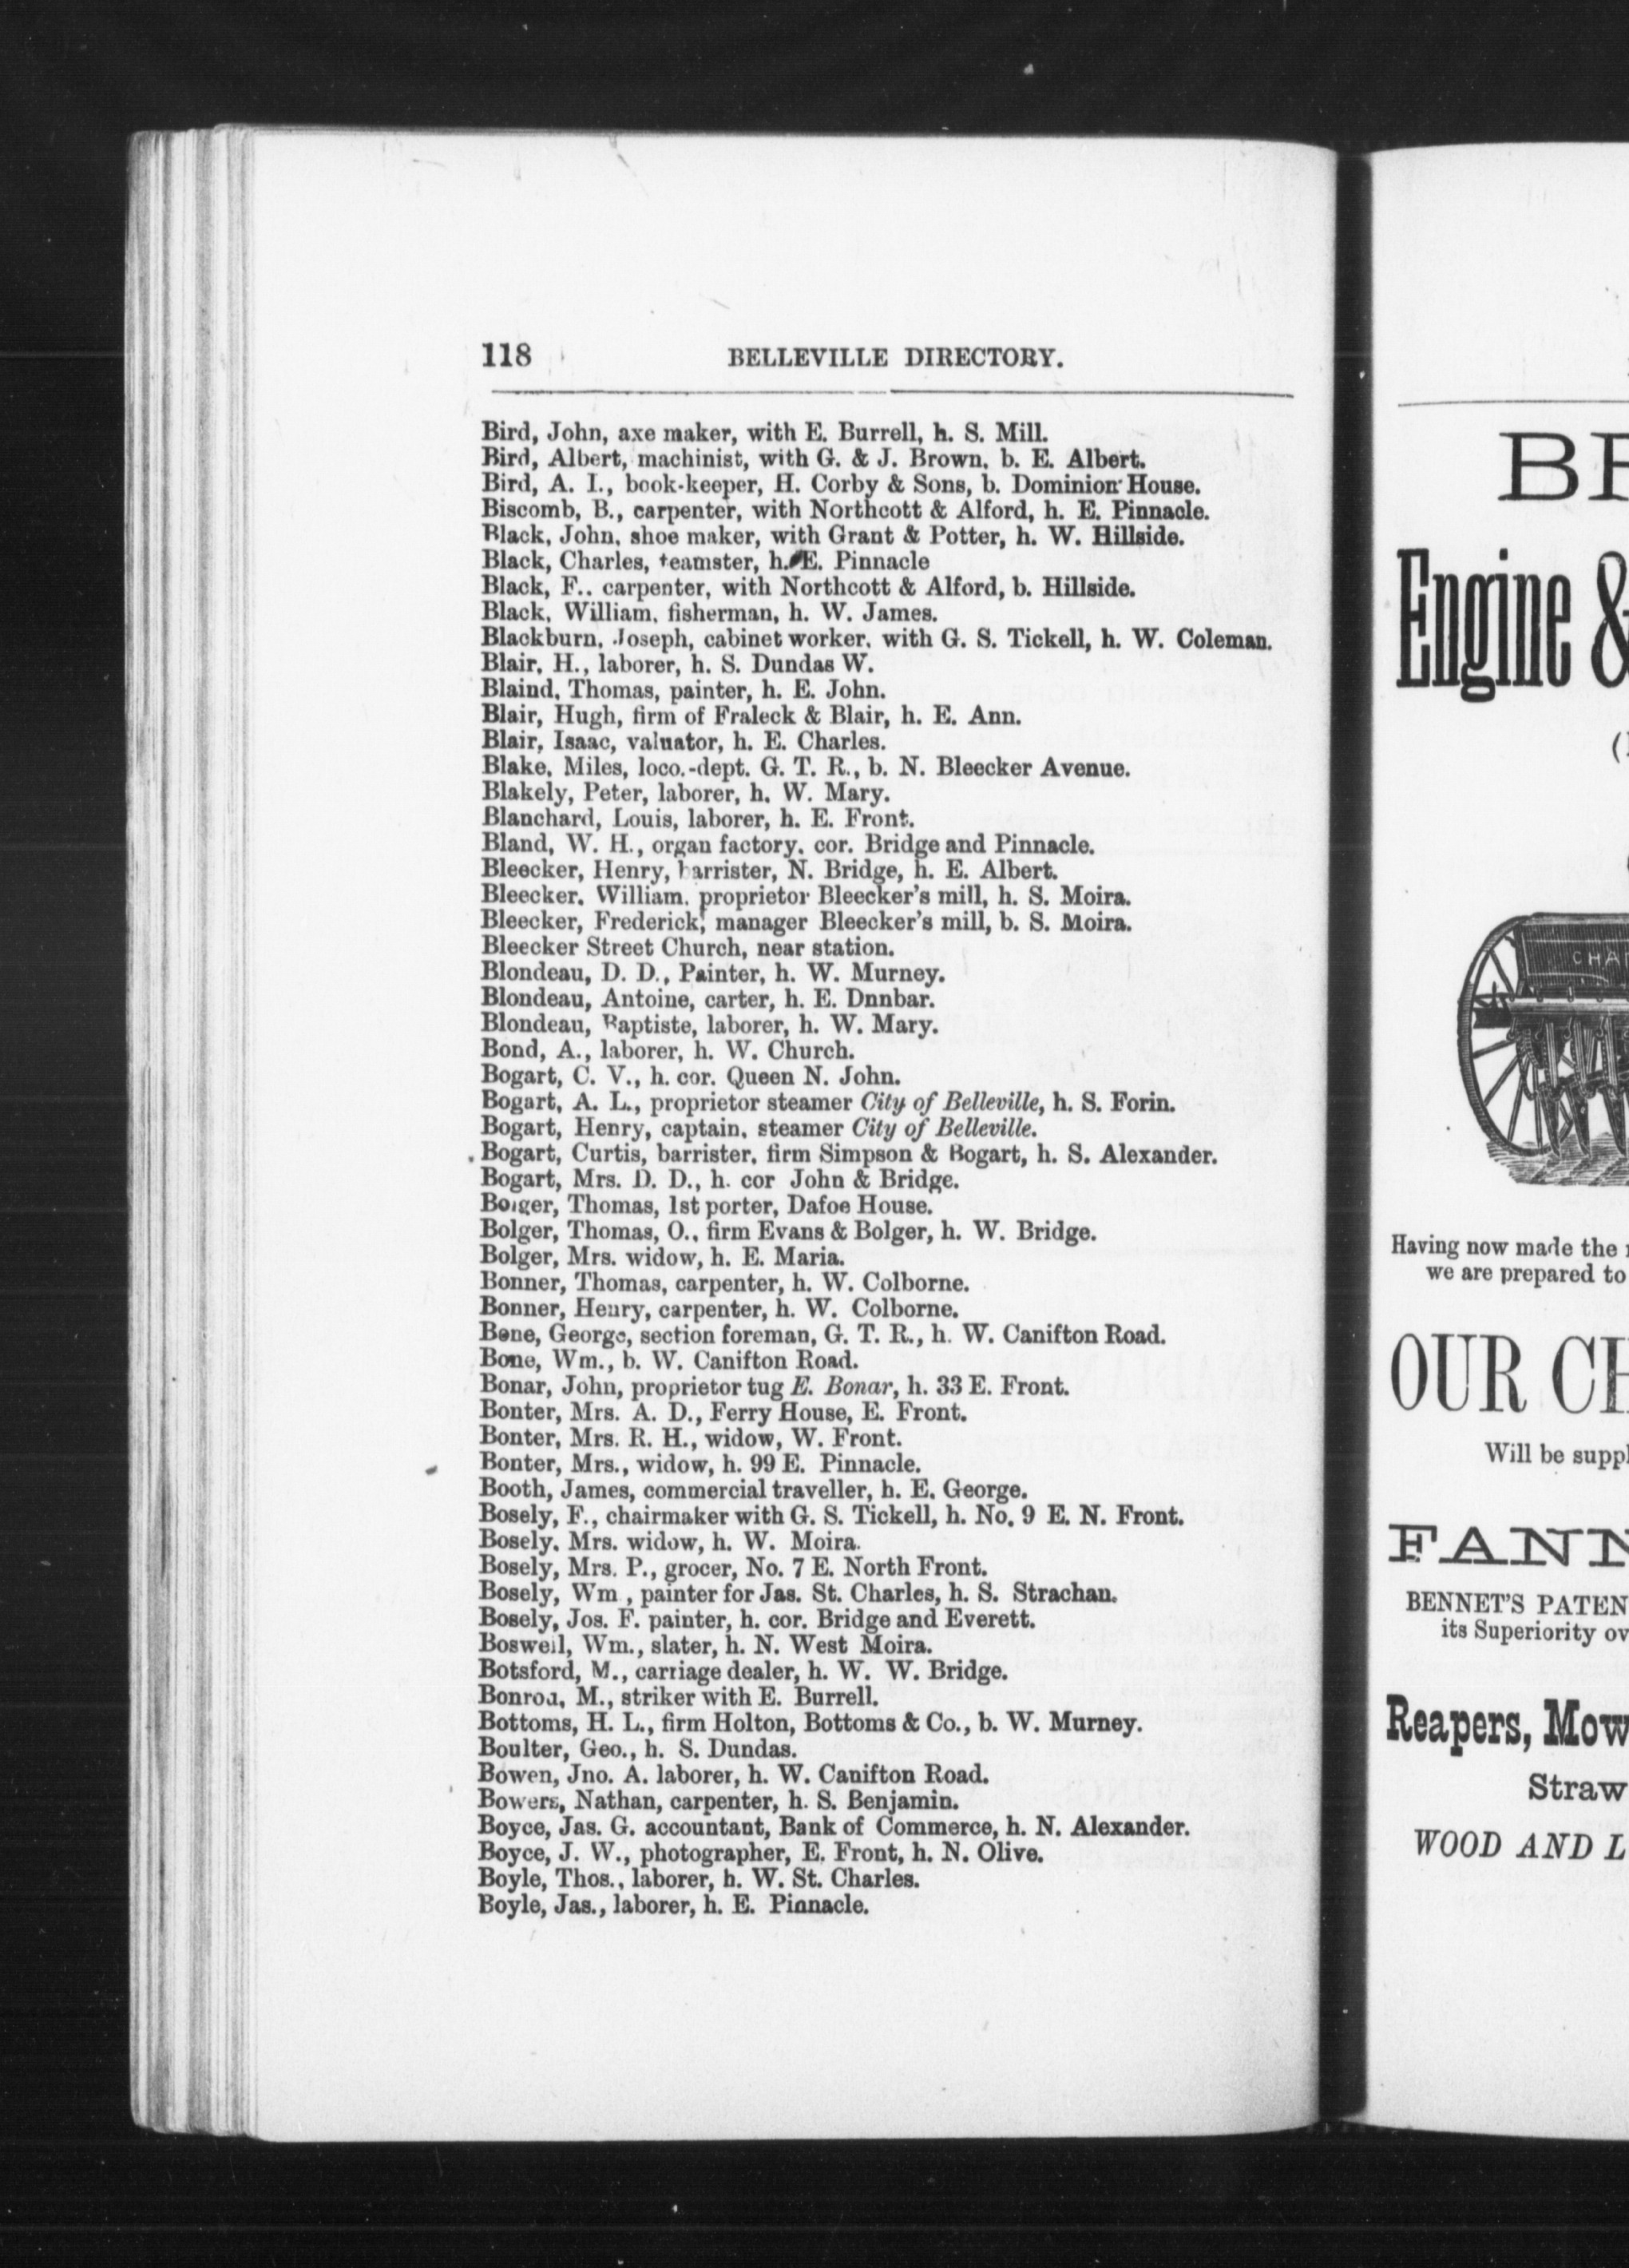 118 BELLEVILLE DIRECTORY.
Bird, John, axe maker, with E. Burrell, h. S. Mill.
Bird, Albert, machinist, with G. & J. Brown, b. E. Albert.
Bird, A. I., book-keeper, H. Corby & Sons, b. Dominion House.
Biscomb, B., carpenter, with Northcott & Alford, h. E. Pinnacle.
Black, John, shoe maker, with Grant & Potter, h. W. Hillside.
Black, Charles, teamster, h. E. Pinnacle
Black, F.. carpenter, with Northcott & Alford, b. Hillside.
Black, William, fisherman, h. W. James.
Blackburn, Joseph, cabinet worker, with G. S. Tickell, h. W. Coleman.
Blair, H., laborer, h. S. Dundas W.
Blaind, Thomas, painter, h. E. John.
Blair, Hugh, firm of Fraleck & Blair, h. E. Ann.
Blair, Isaac, valuator, h. E. Charles.
Blake, Miles, loco.-dept. G. T. R., b. N. Bleecker Avenue.
Blakely, Peter, laborer, h. W. Mary.
Blanchard, Louis, laborer, h. E. Front.
Bland, W. H., organ factory, cor. Bridge and Pinnacle.
Bleecker, Henry, barrister, N. Bridge, h. E. Albert.
Bleecker, William, proprietor Bleecker's mill, h. S. Moira.
Bleecker, Frederick, manager Bleecker's mill, b. S. Moira.
Bleecker Street Church, near station.
Blondeau, D. D., Painter, h. W. Murney.
Blondeau, Antoine, carter, h. E. Dnnbar.
Blondeau, Baptiste, laborer, h. W. Mary.
Bond, A., laborer, h. W. Church.
Bogart, C. V., h. cor. Queen N. John.
Bogart, A. L., proprietor steamer City of Belleville, h. S. Forin.
Bogart, Henry, captain, steamer City of Belleville.
Bogart, Curtis, barrister, firm Simpson & Bogart, h. S. Alexander.
Bogart, Mrs. D. D., h. cor John & Bridge.
Bolger, Thomas, 1st porter, Dafoe House.
Bolger, Thomas, O., firm Evans & Bolger, h. W. Bridge.
Bolger, Mrs. widow, h. E. Maria.
Bonner, Thomas, carpenter, h. W. Colborne.
Bonner, Henry, carpenter, h. W. Colborne.
Bone, George, section foreman, G. T. R., h. W. Canifton Road.
Bone, Wm., b. W. Canifton Road.
Bonar, John, proprietor tug E. Bonar, h. 33 E. Front.
Bonter, Mrs. A. D., Ferry House, E. Front.
Bonter, Mrs. R. H., widow, W. Front.
Bonter, Mrs., widow, h. 99 E. Pinnacle.
Booth, James, commercial traveller, h. E. George.
Bosely, F., chairmaker with G. S. Tickell, h. No. 9 E. N. Front.
Bosely, Mrs. widow, h. W. Moira.
Bosely, Mrs. P., grocer, No. 7 E. North Front.
Bosely, Wm , painter for Jas. St. Charles, h. S. Strachan.
Bosely, Jos. F. painter, h. cor. Bridge and Everett.
Boswell, Wm., slater, h. N. West Moira.
Botsford, M., carriage dealer, h. W. W. Bridge.
M., striker with E. Burrell.
Bottoms, H. L., firm Holton, Bottoms & Co., b. W. Murney.
Boulter, Geo., h. S. Dundas.
Bowen, Jno. A. laborer, h. W. Canifton Road.
Bowers, Nathan, carpenter, h. S. Benjamin.
Boyce, Jas. G. accountant, Bank of Commerce, h. N. Alexander.
Boyce, J. W., photographer, E. Front, h. N. Olive.
Boyle, Thos., laborer, h. W. St. Charles.
Boyle, Jas., laborer, h. E. Pinnacle.
Engine &
CHA
Having now made the
we are prepared to
OUR CH
Will be suppl
FANN
BENNET'S PATEN
its Superiority ov
Reapers, Mow
Straw
WOOD AND L